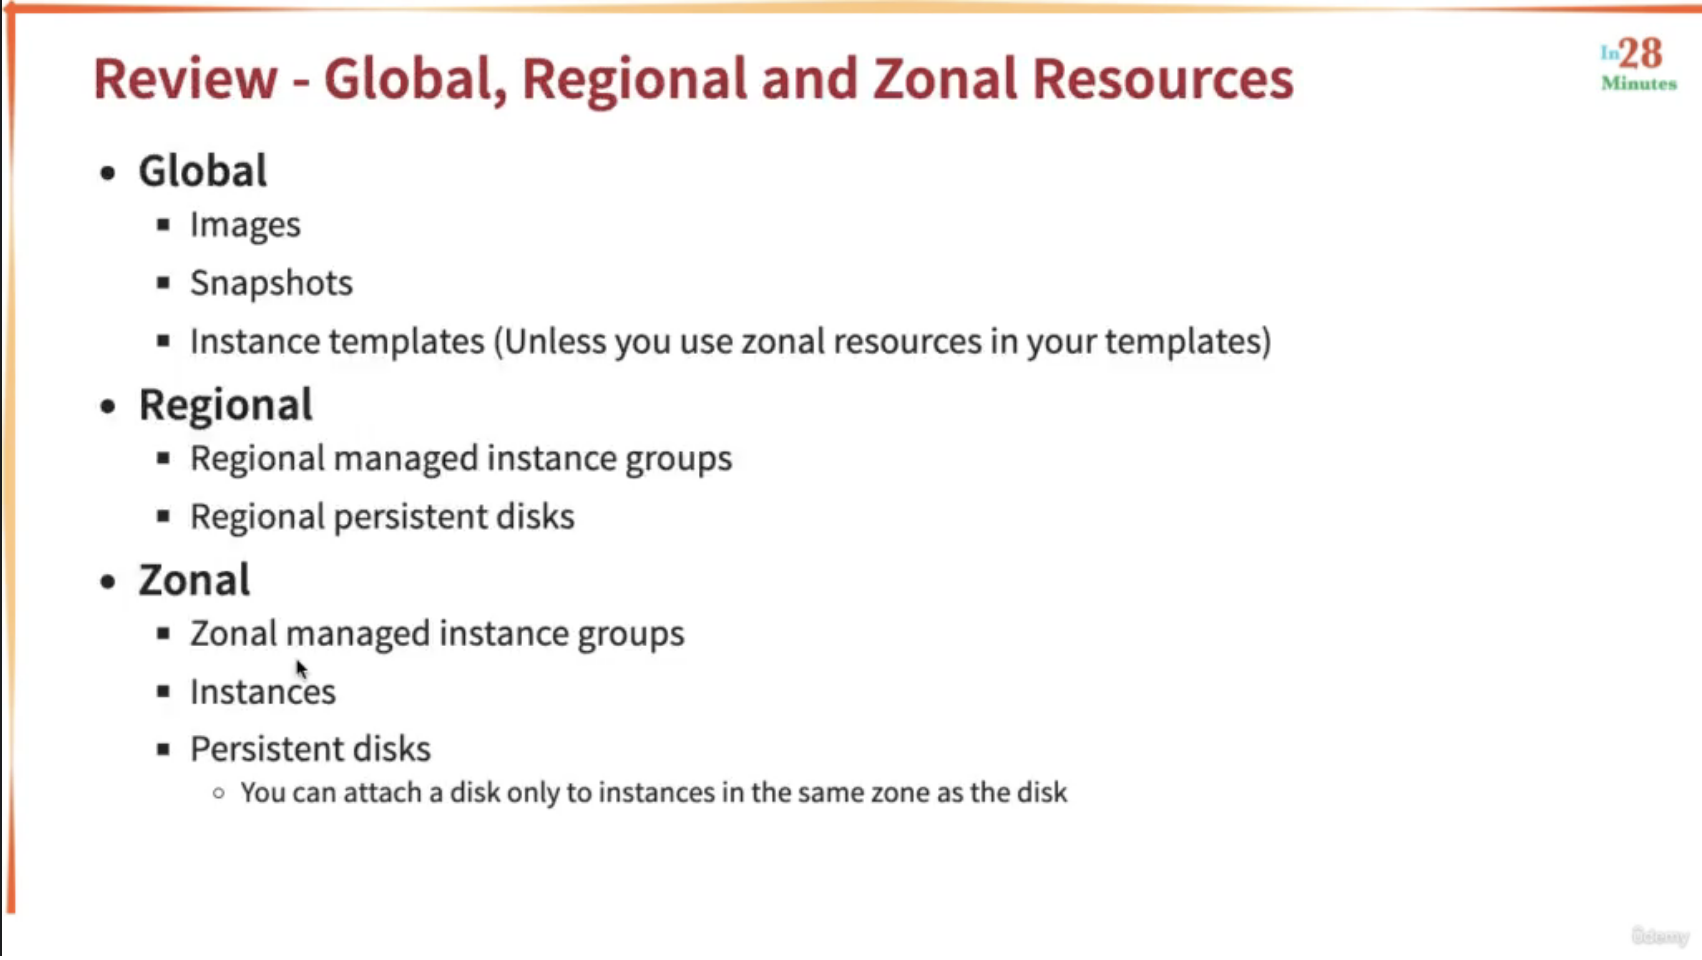 Review - Global, Regional and Zonal Resources
In28
Minutes
• Global
▪ Images
▪ Snapshots
▪ Instance templates (Unless you use zonal resources in your templates)
• Regional
▪ Regional managed instance groups
▪ Regional persistent disks
• Zonal
▪ Zonal managed instance groups
▪ Instances
▪ Persistent disks
○ You can attach a disk only to instances in the same zone as the disk
ûdemy